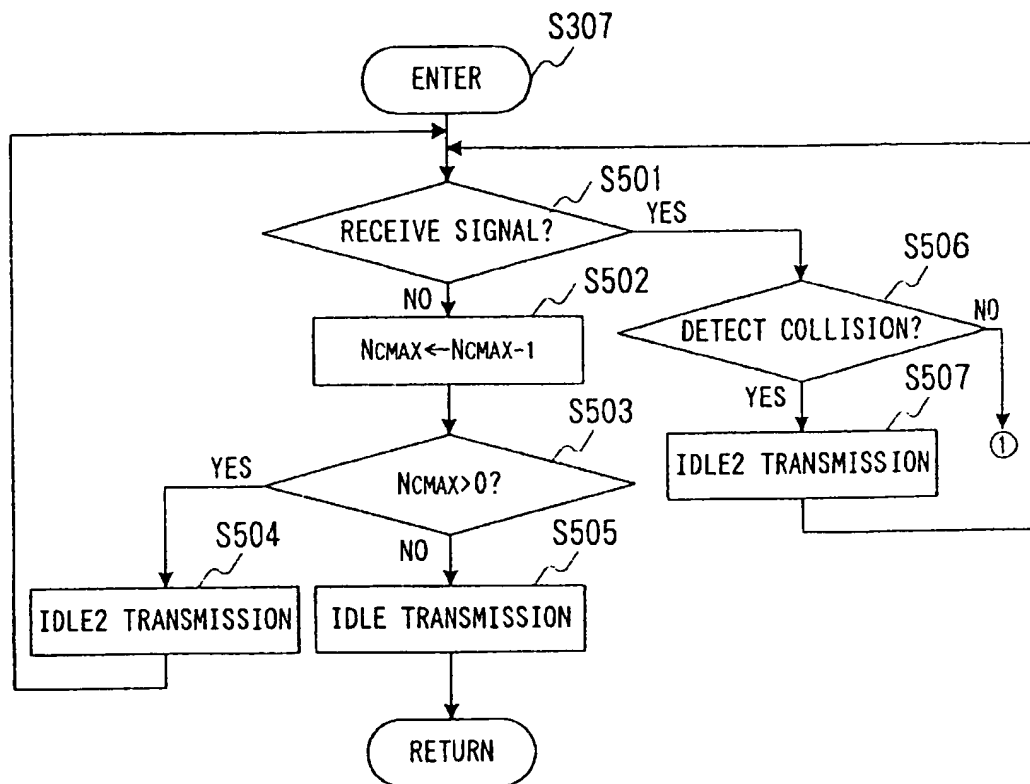 S307
ENTER
S501
RECEIVE SIGNAL?
YES
NO
S502
NCMAX←NCMAX-1
S506
DETECT COLLISION?
NO
YES
S507
IDLE2 TRANSMISSION
1
S503
NCMAX>0?
YES
NO
S504
IDLE2 TRANSMISSION
S505
IDLE TRANSMISSION
RETURN